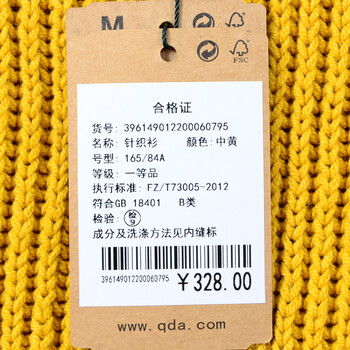 M
FSC
合格证
货号: 396149012200060795
名称: 针织衫 颜色: 中黄
号型: 165/84A
等级: 一等品
执行标准: FZ/T73005-2012
符合GB 18401 B类
检验: 检9
成分及洗涤方法见内缝标
396149012200060795
￥328.00
www.qda.com